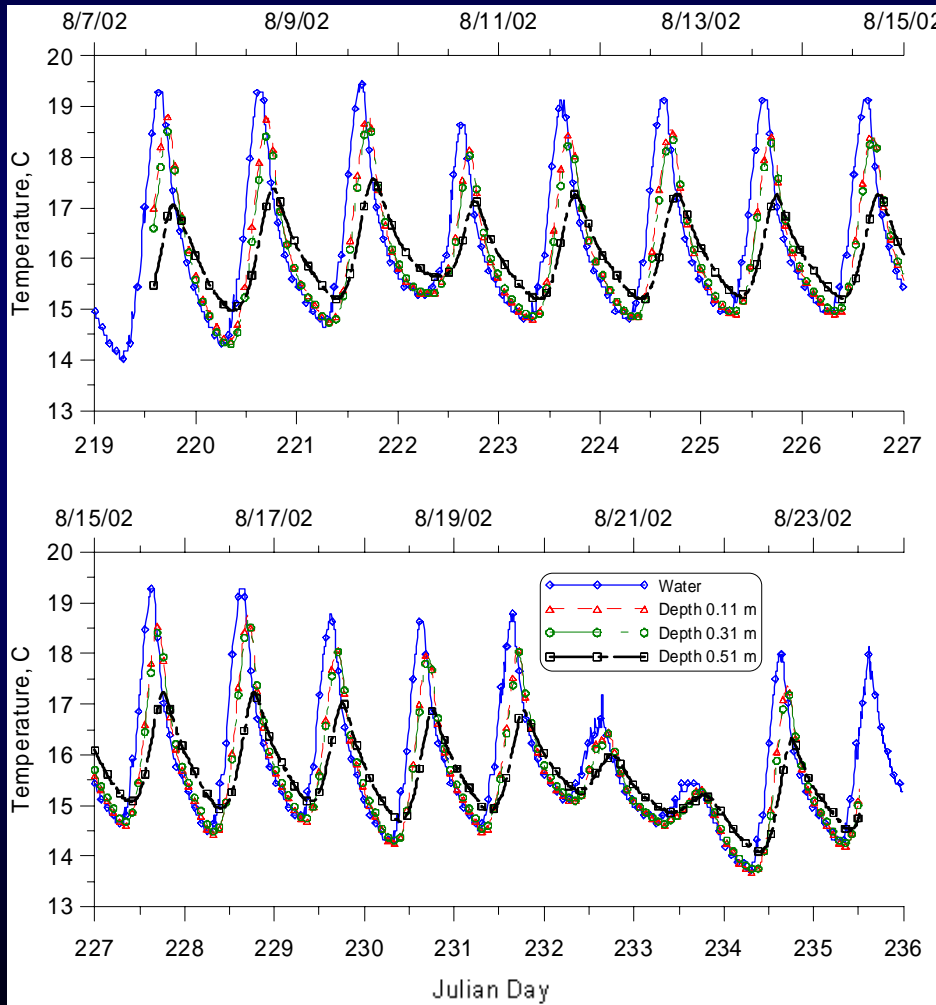 8/7/02 8/9/02 8/11/02 8/13/02 8/15/02
20
19
18
17
16
15
14
13
Temperature, C
219 220 221 222 223 224 225 226 227
8/15/02 8/17/02 8/19/02 8/21/02 8/23/02
20
19
18
17
16
15
14
13
Temperature, C
Water
Depth 0.11 m
Depth 0.31 m
Depth 0.51 m
227 228 229 230 231 232 233 234 235 236
Julian Day